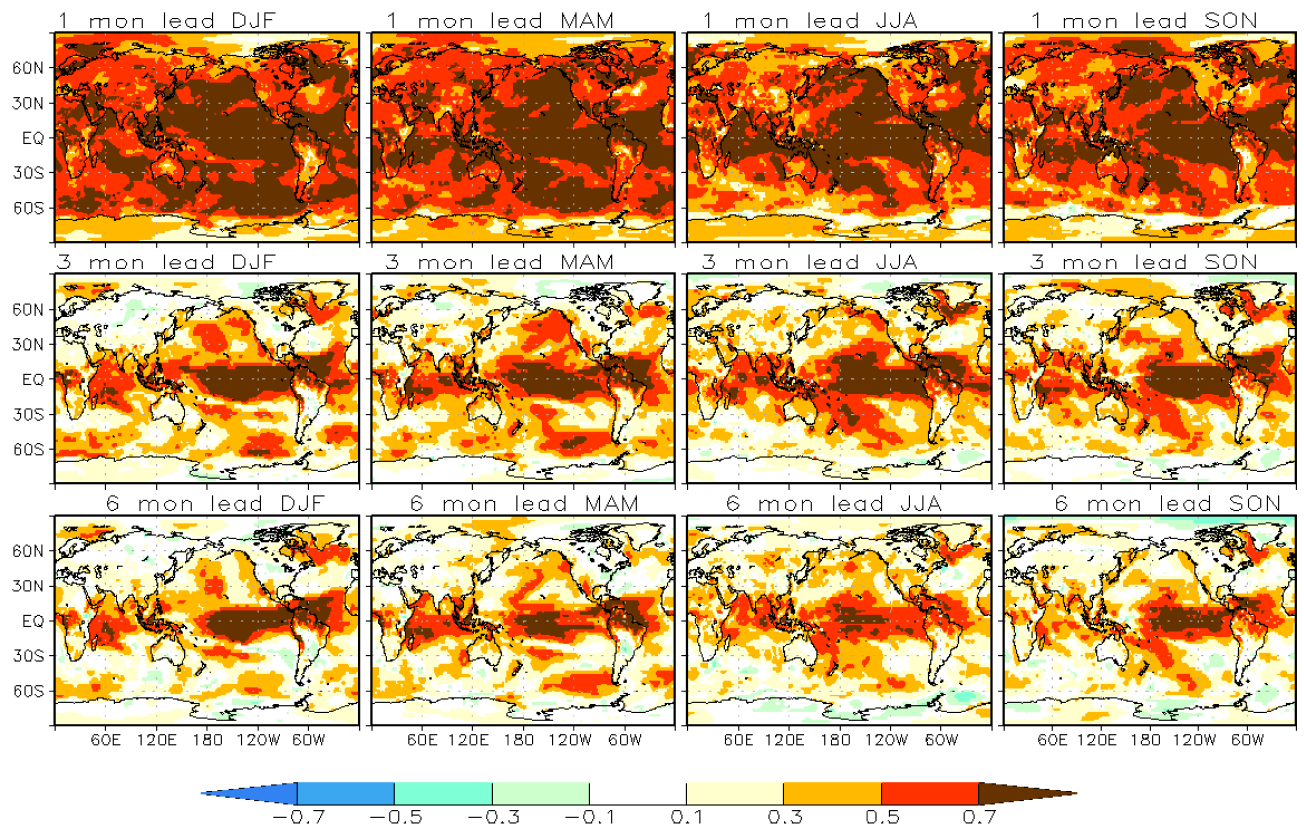 1 mon lead DJF
1 mon lead MAM
1 mon lead JJA
1 mon lead SON
60N
30N
EQ
30S
60S
3 mon lead DJF
3 mon lead MAM
3 mon lead JJA
3 mon lead SON
60N
30N
EQ
30S
60S
6 mon lead DJF
6 mon lead MAM
6 mon lead JJA
6 mon lead SON
60N
30N
EQ
30S
60S
60E 120E 180 120W 60W
60E 120E 180 120W 60W
60E 120E 180 120W 60W
60E 120E 180 120W 60W
−0.7 −0.5 −0.3 −0.1 0.1 0.3 0.5 0.7